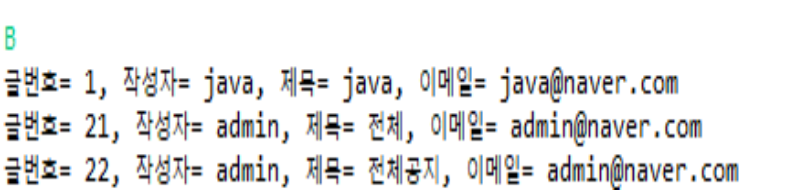 B
글번호= 1, 작성자= java, 제목= java, 이메일= java@naver.com
글번호= 21, 작성자= admin, 제목= 전체, 이메일= admin@naver.com
글번호= 22, 작성자= admin, 제목= 전체공지, 이메일= admin@naver.com